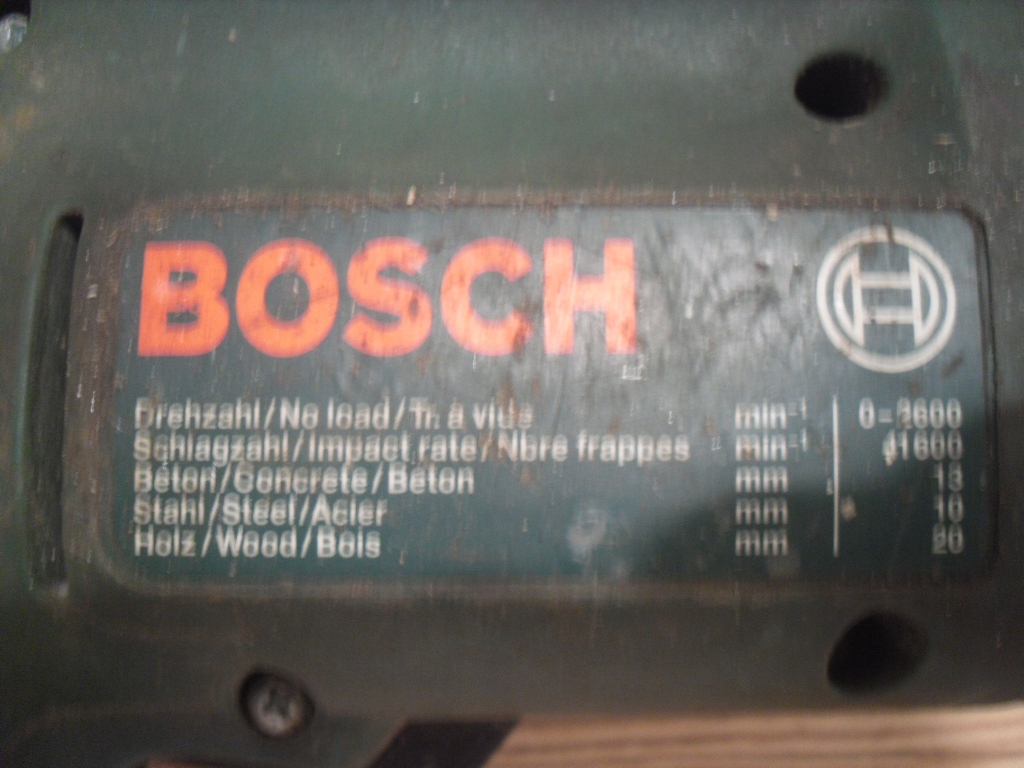 BOSCH
Drehzahl/No load/Tr. à vide min-1 0-2600
Schlagzahl/Impact rate/Nbre frappes min-1 41600
Beton/Concrete/Béton mm 13
Stahl/Steel/Acier mm 10
Holz/Wood/Bois mm 20